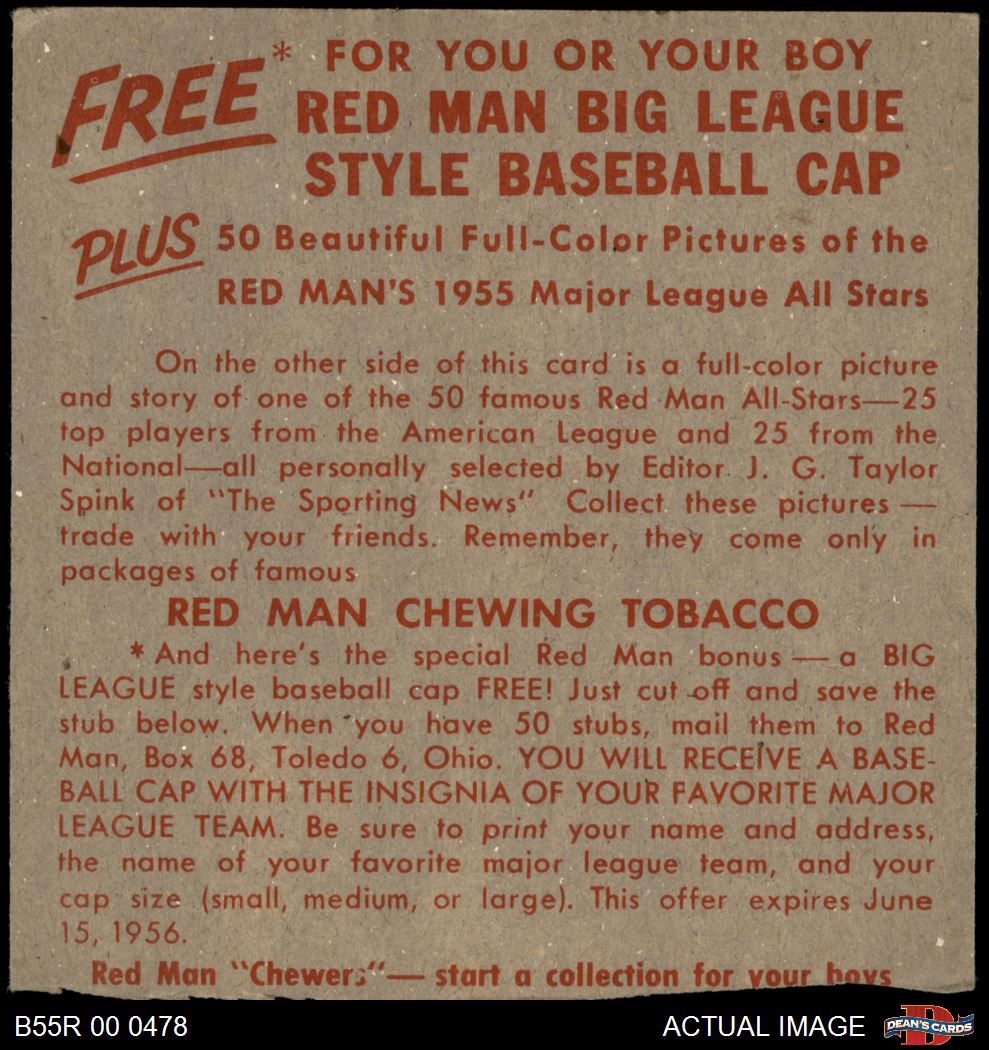 FREE* FOR YOU OR YOUR BOY
RED MAN BIG LEAGUE
STYLE BASEBALL CAP
PLUS 50 Beautiful Full-Color Pictures of the
RED MAN'S 1955 Major League All Stars
On the other side of this card is a full-color picture
and story of one of the 50 famous Red Man All-Stars—25
top players from the American League and 25 from the
National—all personally selected by Editor J. G. Taylor
Spink of "The Sporting News" Collect these pictures —
trade with your friends. Remember, they come only in
packages of famous
RED MAN CHEWING TOBACCO
* And here's the special Red Man bonus — a BIG
LEAGUE style baseball cap FREE! Just cut off and save the
stub below. When you have 50 stubs, mail them to Red
Man, Box 68, Toledo 6, Ohio. YOU WILL RECEIVE A BASE-
BALL CAP WITH THE INSIGNIA OF YOUR FAVORITE MAJOR
LEAGUE TEAM. Be sure to print your name and address,
the name of your favorite major league team, and your
cap size (small, medium, or large). This offer expires June
15, 1956.
Red Man "Chewers"— start a collection for your boys
B55R 00 0478
ACTUAL IMAGE
D
DEAN'S CARDS